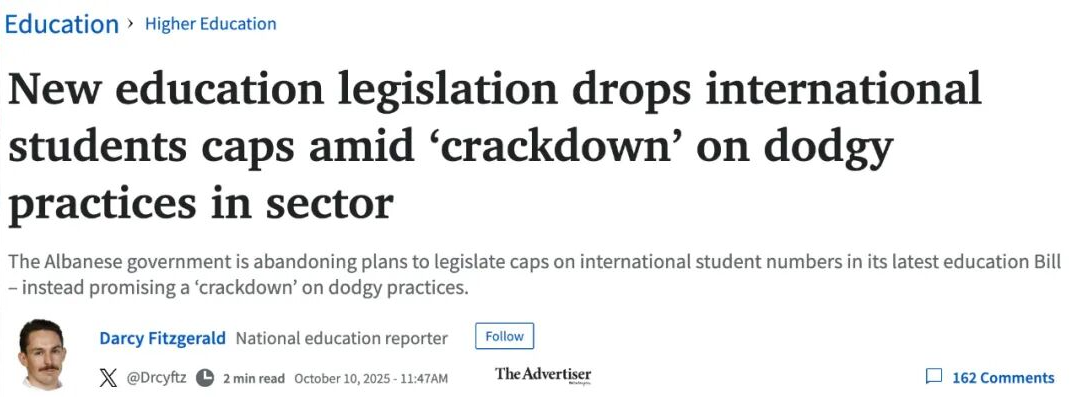 Education › Higher Education
New education legislation drops international
students caps amid ‘crackdown’ on dodgy
practices in sector
The Albanese government is abandoning plans to legislate caps on international student numbers in its latest education Bill
– instead promising a ‘crackdown’ on dodgy practices.
Darcy Fitzgerald National education reporter Follow
@Drcyftz 2 min read October 10, 2025 - 11:47AM The Advertiser 162 Comments